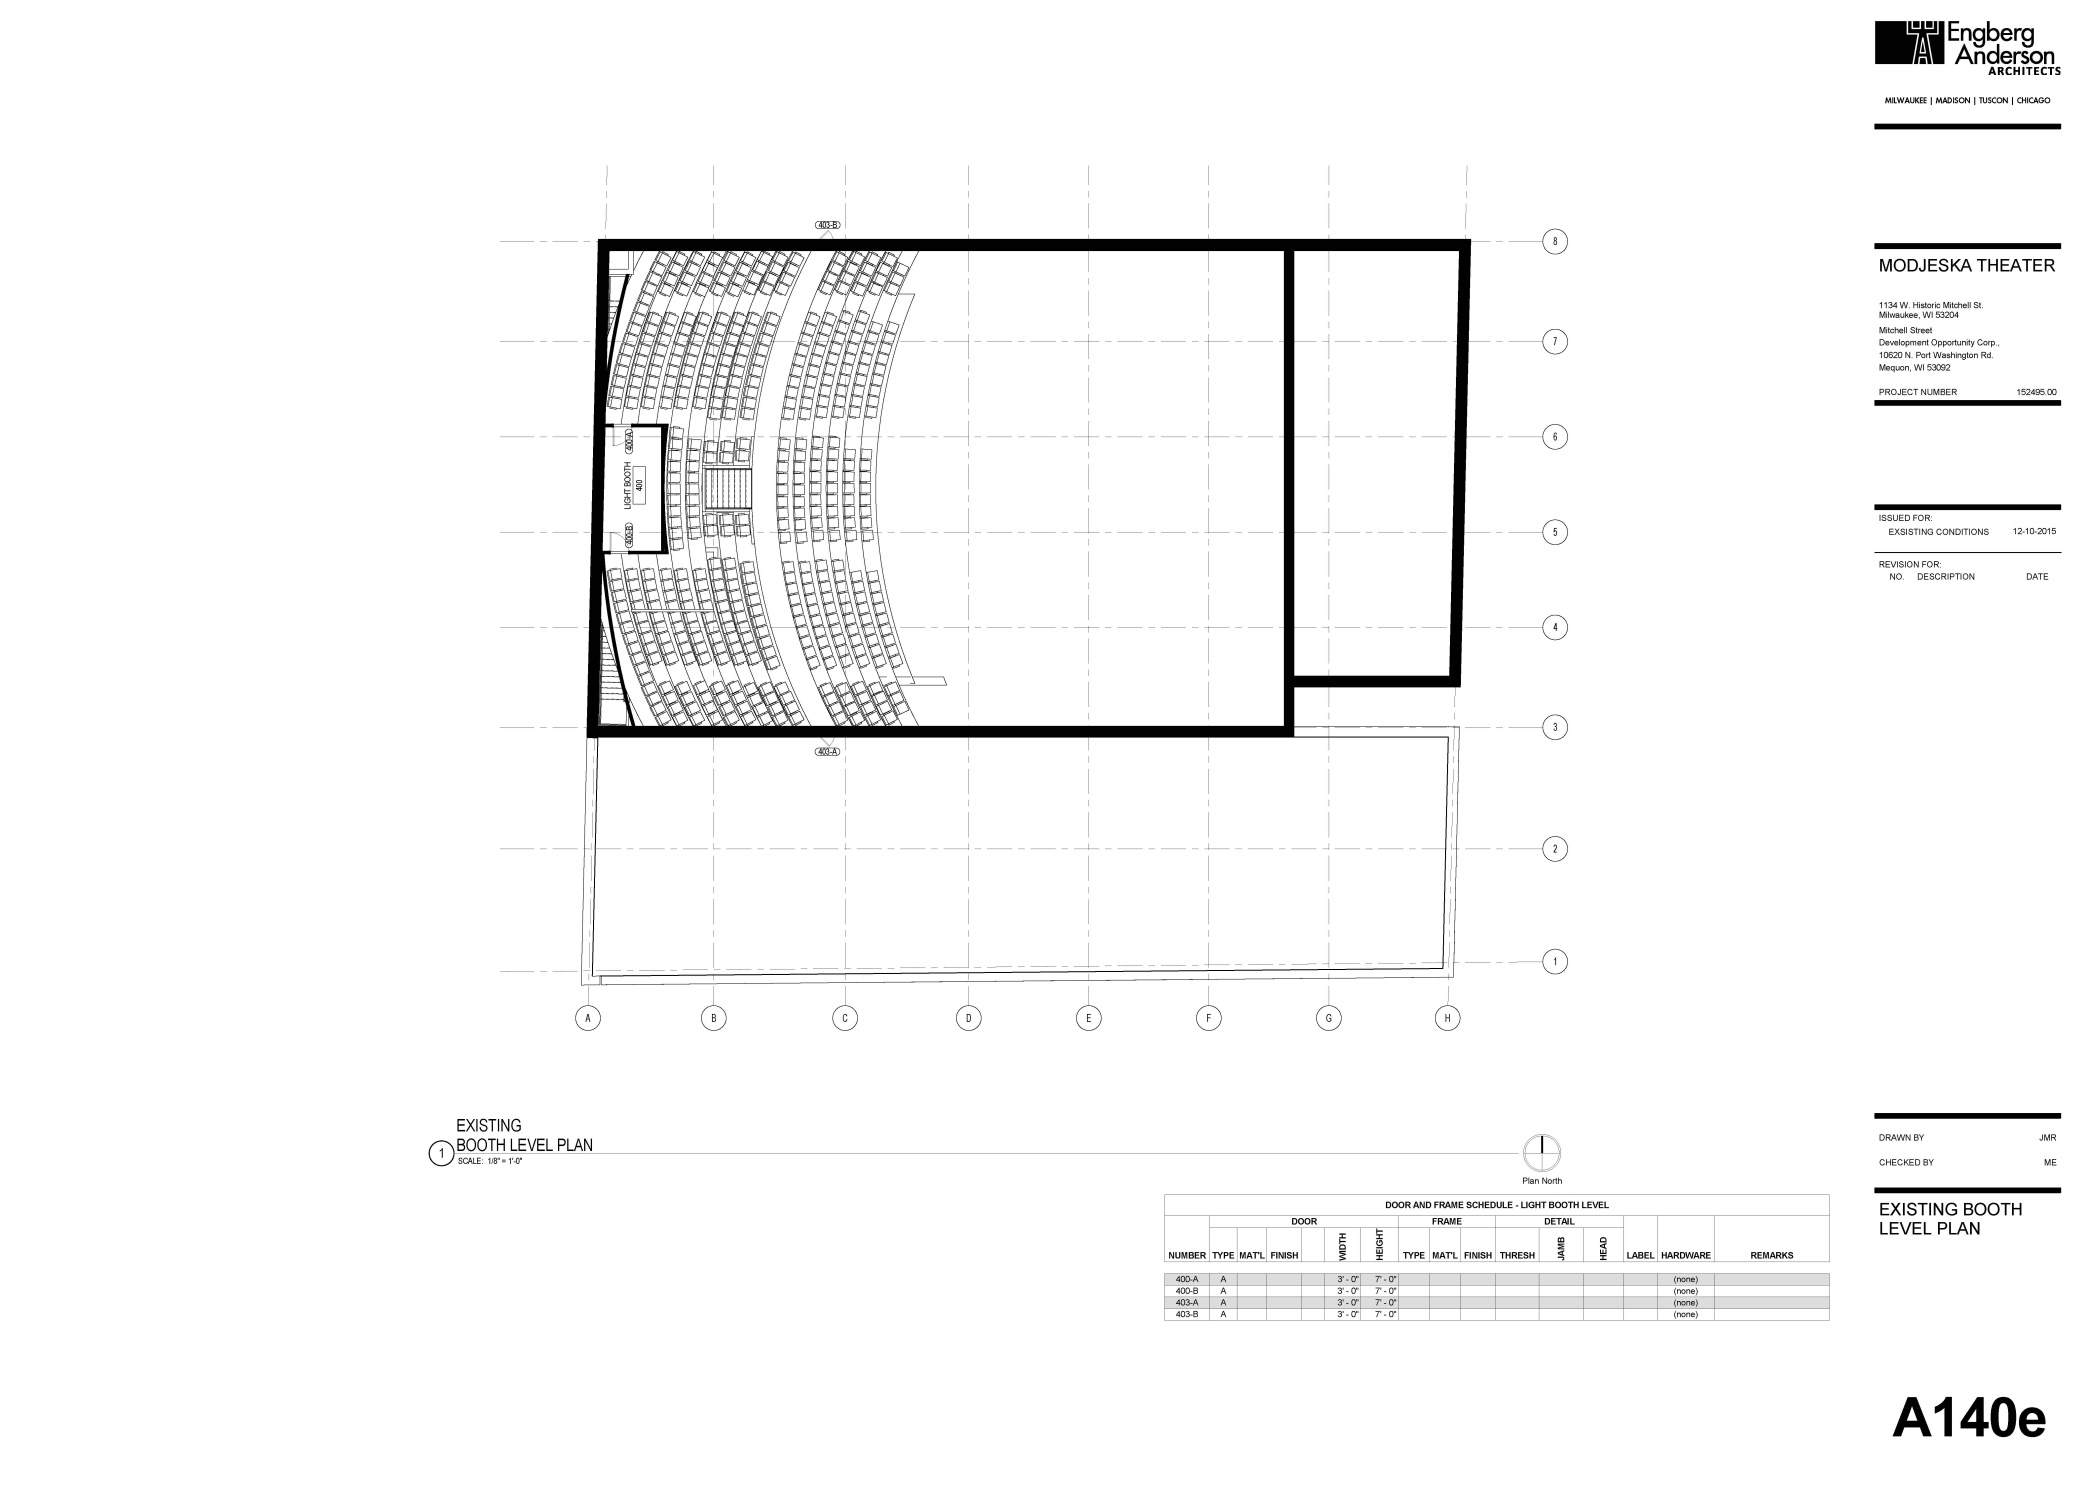 Engberg
Anderson
ARCHITECTS
MILWAUKEE | MADISON | TUSCON | CHICAGO
MODJESKA THEATER
1134 W. Historic Mitchell St.
Milwaukee, WI 53204
Mitchell Street
Development Opportunity Corp.,
10620 N. Port Washington Rd.
Mequon, WI 53092
PROJECT NUMBER 152495.00
ISSUED FOR:
EXSISTING CONDITIONS 12-10-2015
REVISION FOR:
NO. DESCRIPTION DATE
403-B
8
7
6
400-A
LIGHT BOOTH
400
400-B
5
4
3
403-A
2
1
A B C D E F G H
EXISTING
1 BOOTH LEVEL PLAN
SCALE: 1/8" = 1'-0"
Plan North
DOOR AND FRAME SCHEDULE - LIGHT BOOTH LEVEL
DOOR FRAME DETAIL
NUMBER TYPE MAT'L FINISH WIDTH HEIGHT TYPE MAT'L FINISH THRESH JAMB HEAD LABEL HARDWARE REMARKS
400-A A 3' - 0" 7' - 0" (none)
400-B A 3' - 0" 7' - 0" (none)
403-A A 3' - 0" 7' - 0" (none)
403-B A 3' - 0" 7' - 0" (none)
DRAWN BY JMR
CHECKED BY ME
EXISTING BOOTH
LEVEL PLAN
A140e